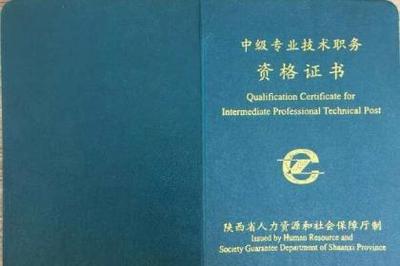 中级专业技术职务
资格证书
Qualification Certificate for
Intermediate Professional Technical Post
陕西省人力资源和社会保障厅制
Issued by Human Resource and
Society Guarantee Department of Shaanxi Province